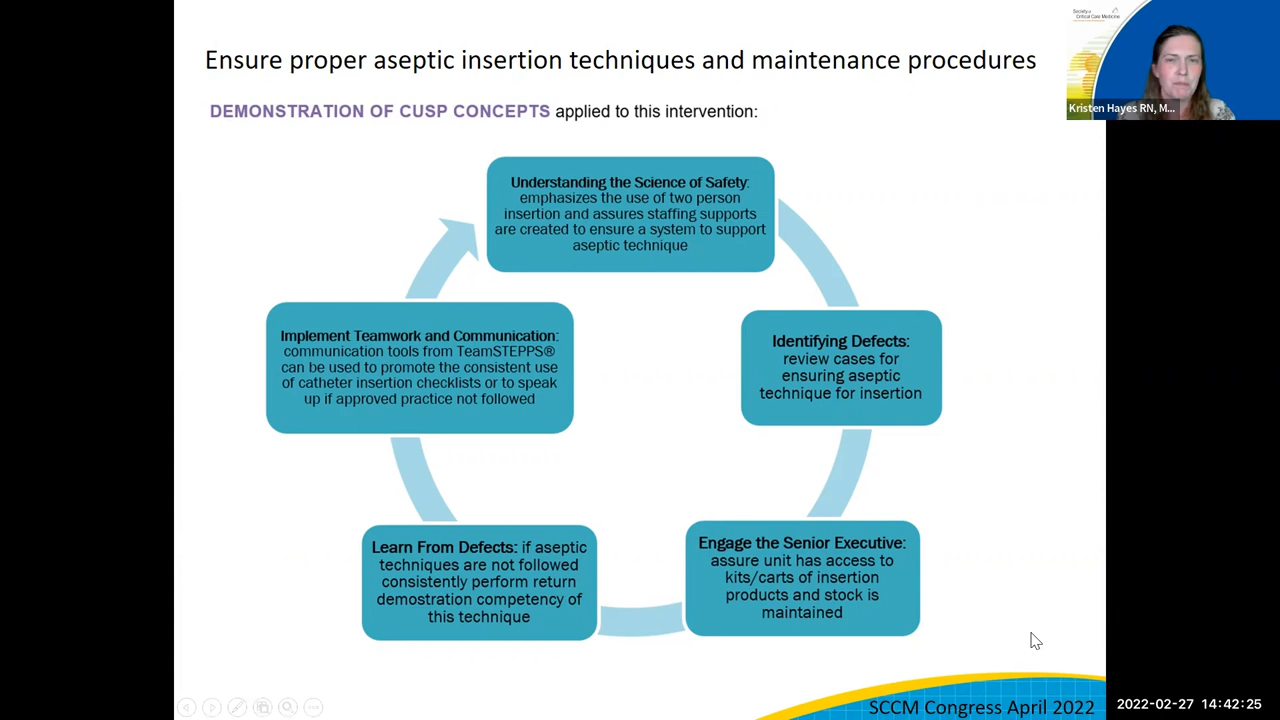 Society of
Critical Care Medicine
Ensure proper aseptic insertion techniques and maintenance procedures
Kristen Hayes RN, M...
DEMONSTRATION OF CUSP CONCEPTS applied to this intervention:
Understanding the Science of Safety:
emphasizes the use of two person
insertion and assures staffing supports
are created to ensure a system to support
aseptic technique
Identifying Defects:
review cases for
ensuring aseptic
technique for insertion
Engage the Senior Executive:
assure unit has access to
kits/carts of insertion
products and stock is
maintained
Learn From Defects: if aseptic
techniques are not followed
consistently perform return
demostration competency of
this technique
Implement Teamwork and Communication:
communication tools from TeamSTEPPS®
can be used to promote the consistent use
of catheter insertion checklists or to speak
up if approved practice not followed
SCCM Congress April 2022
2022-02-27 14:42:25